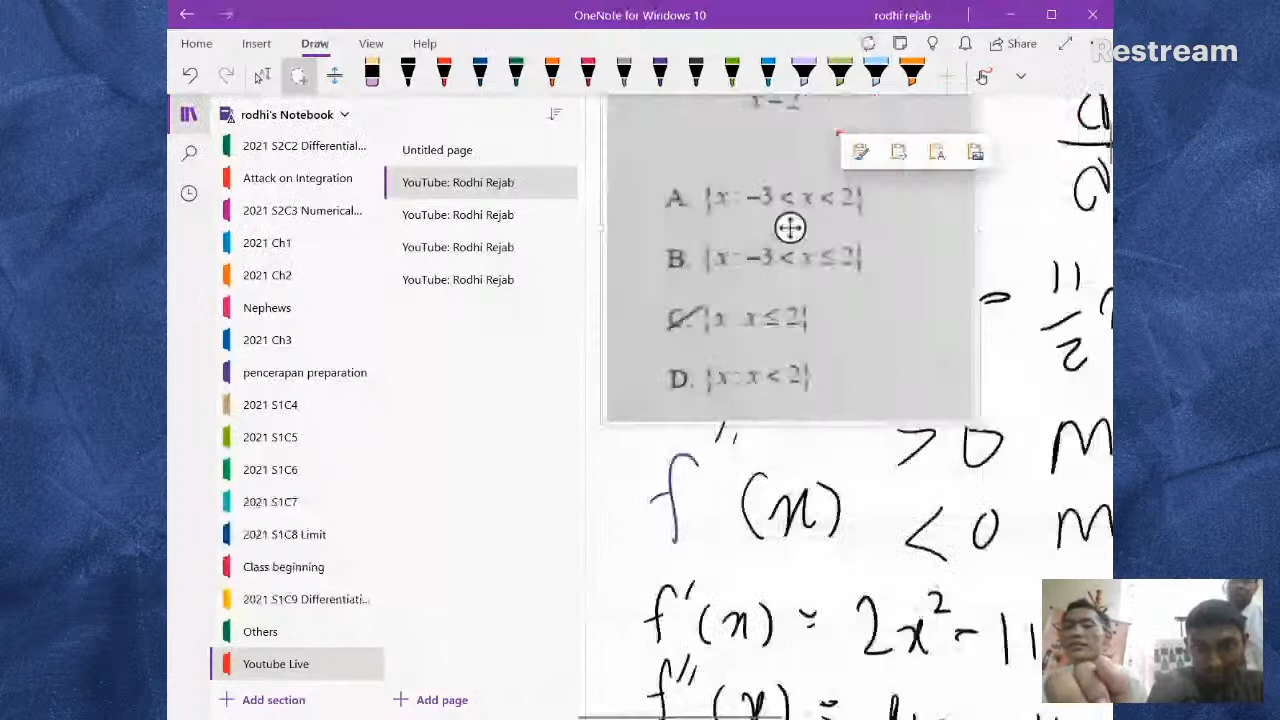 OneNote for Windows 10
rodhi rejab
Restream
Home Insert Draw View Help
Share
rodhi's Notebook
2021 S2C2 Differential...
Attack on Integration
2021 S2C3 Numerical...
2021 Ch1
2021 Ch2
Nephews
2021 Ch3
pencerapan preparation
2021 S1C4
2021 S1C5
2021 S1C6
2021 S1C7
2021 S1C8 Limit
Class beginning
2021 S1C9 Differentiati...
Others
Youtube Live
Add section
Untitled page
YouTube: Rodhi Rejab
YouTube: Rodhi Rejab
YouTube: Rodhi Rejab
YouTube: Rodhi Rejab
Add page
A. {x : −3 < x < 2}
B. {x : −3 < x ≤ 2}
C. {x : x ≤ 2}
D. {x : x < 2}
= 11/2
f''(x) > 0 M
< 0 M
f'(x) = 2x² - 11
f''(x) =